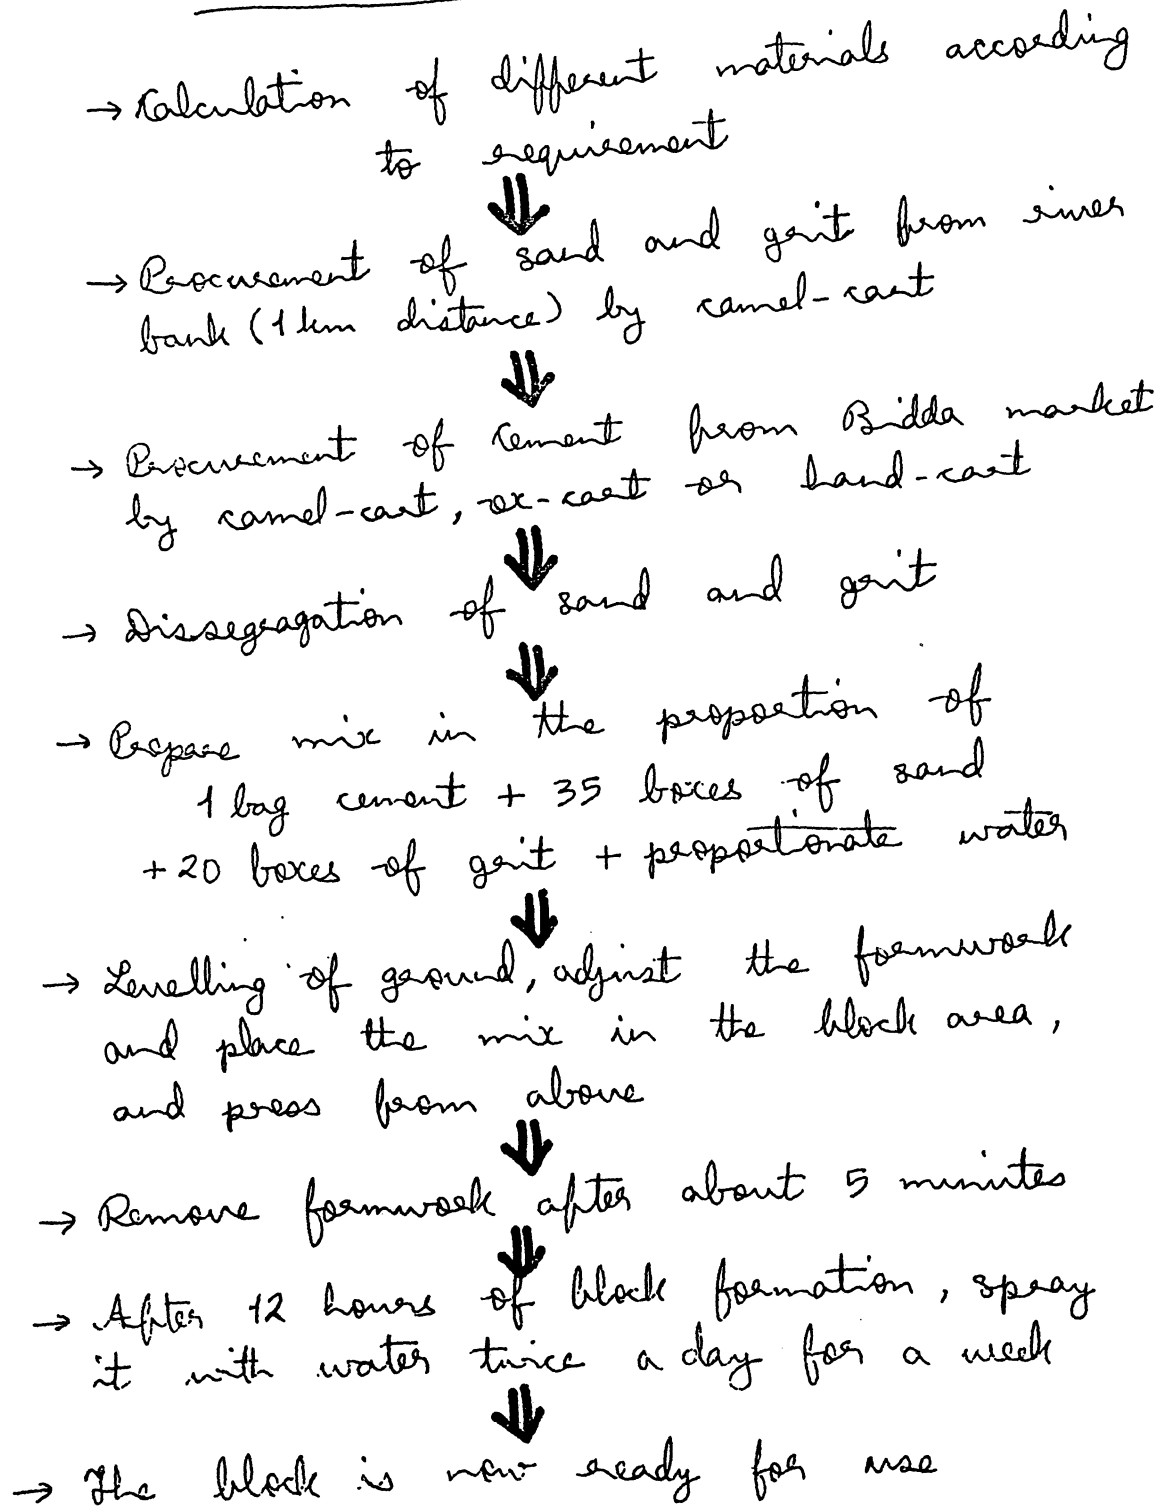 → Calculation of different materials according
to requirement
⇓
→ Procurement of sand and grit from river
bank (1 km distance) by camel-cart
⇓
→ Procurement of cement from Bidda market
by camel-cart, ox-cart or hand-cart
⇓
→ Dissegragation of sand and grit
⇓
→ Prepare mix in the proportion of
1 bag cement + 35 boxes of sand
+ 20 boxes of grit + proportionate water
⇓
→ Levelling of ground, adjust the formwork
and place the mix in the block area,
and press from above
⇓
→ Remove formwork after about 5 minutes
⇓
→ After 12 hours of block formation, spray
it with water twice a day for a week
⇓
→ The block is now ready for use